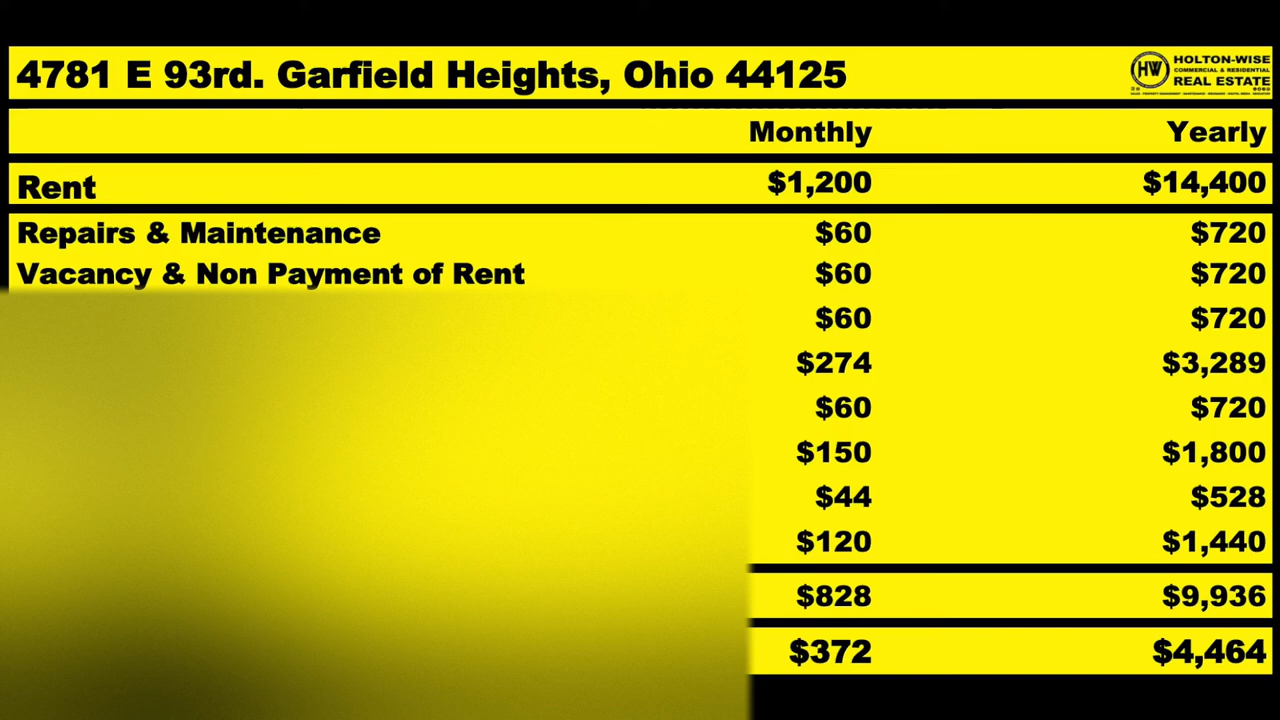 4781 E 93rd. Garfield Heights, Ohio 44125
HW
HOLTON-WISE
COMMERCIAL & RESIDENTIAL
REAL ESTATE
Monthly Yearly
Rent $1,200 $14,400
Repairs & Maintenance $60 $720
Vacancy & Non Payment of Rent $60 $720
$60 $720
$274 $3,289
$60 $720
$150 $1,800
$44 $528
$120 $1,440
$828 $9,936
$372 $4,464